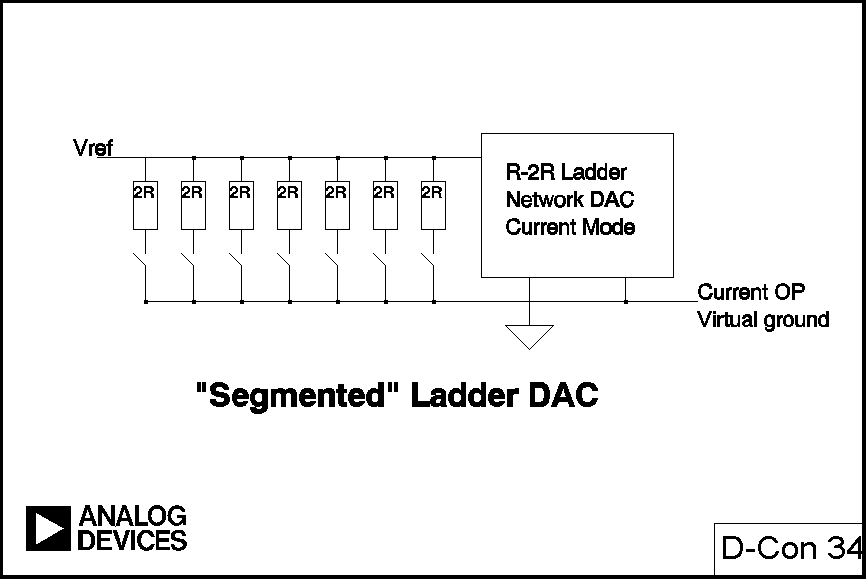 Vref
2R 2R 2R 2R 2R 2R 2R
R-2R Ladder
Network DAC
Current Mode
Current OP
Virtual ground
"Segmented" Ladder DAC
ANALOG
DEVICES
D-Con 34